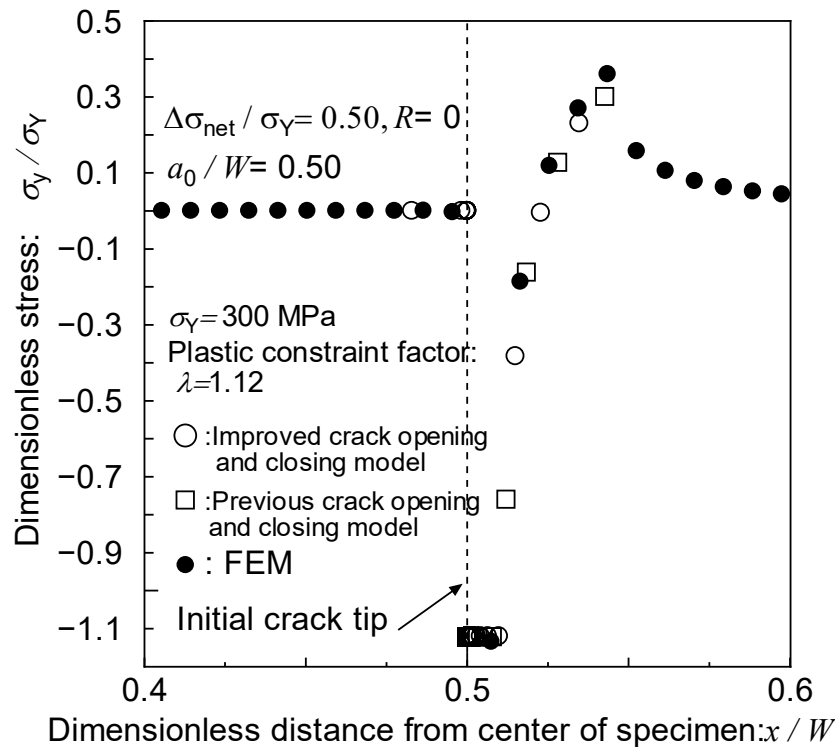 0.5
0.3
0.1
−0.1
−0.3
−0.5
−0.7
−0.9
−1.1
Dimensionless stress: σy / σY
Δσnet / σY= 0.50, R= 0
a0 / W= 0.50
σY=300 MPa
Plastic constraint factor:
λ=1.12
:Improved crack opening
and closing model
:Previous crack opening
and closing model
: FEM
Initial crack tip
0.4 0.5 0.6
Dimensionless distance from center of specimen:x / W